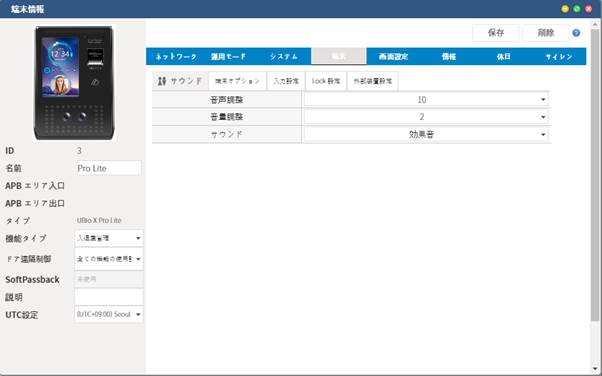 端末情報
保存
削除
ネットワーク
運用モード
システム
端末
画面設定
情報
休日
サイレン
サウンド
端末オプション
入力設定
Lock 設定
外部装置設定
音声調整
10
音量調整
2
サウンド
効果音
12:34
ID
3
名前
Pro Lite
APB エリア入口
APB エリア出口
タイプ
UBio X Pro Lite
機能タイプ
入退室管理
ドア遠隔制御
全ての機能の使用
SoftPassback
未使用
説明
UTC設定
(UTC+09:00) Seoul